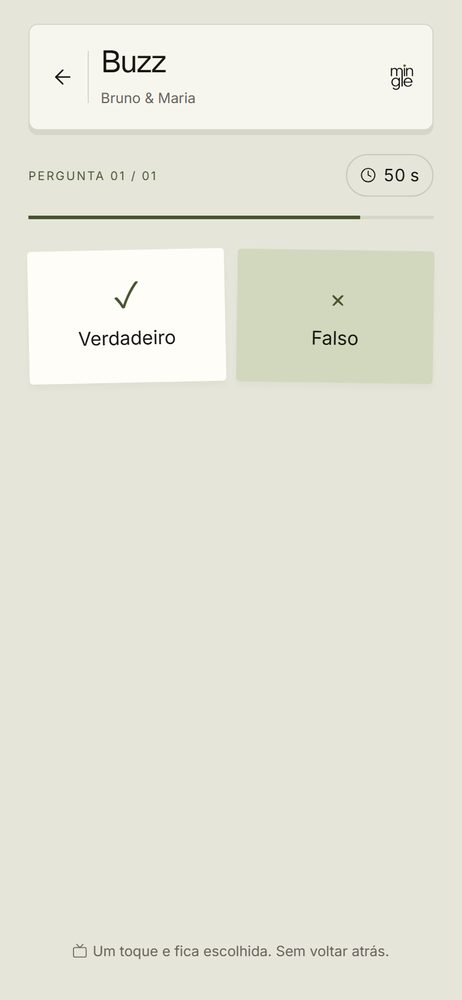 Buzz
Bruno & Maria
min
gle
PERGUNTA 01 / 01
50 s
Verdadeiro
Falso
Um toque e fica escolhida. Sem voltar atrás.